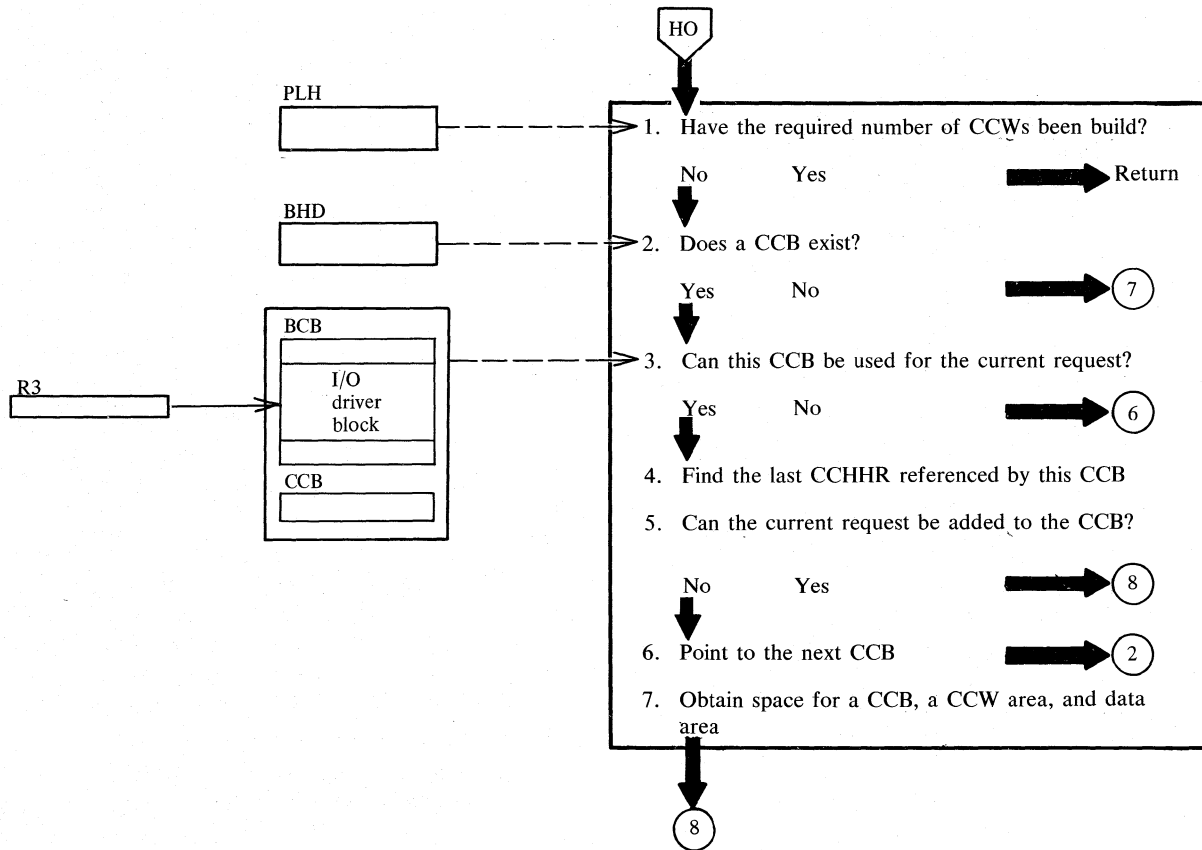 HO
PLH
1. Have the required number of CCWs been build?
No Yes Return
BHD
2. Does a CCB exist?
Yes No 7
BCB
3. Can this CCB be used for the current request?
I/O
driver
block
R3
Yes No 6
CCB
4. Find the last CCHHR referenced by this CCB
5. Can the current request be added to the CCB?
No Yes 8
6. Point to the next CCB 2
7. Obtain space for a CCB, a CCW area, and data
area
8